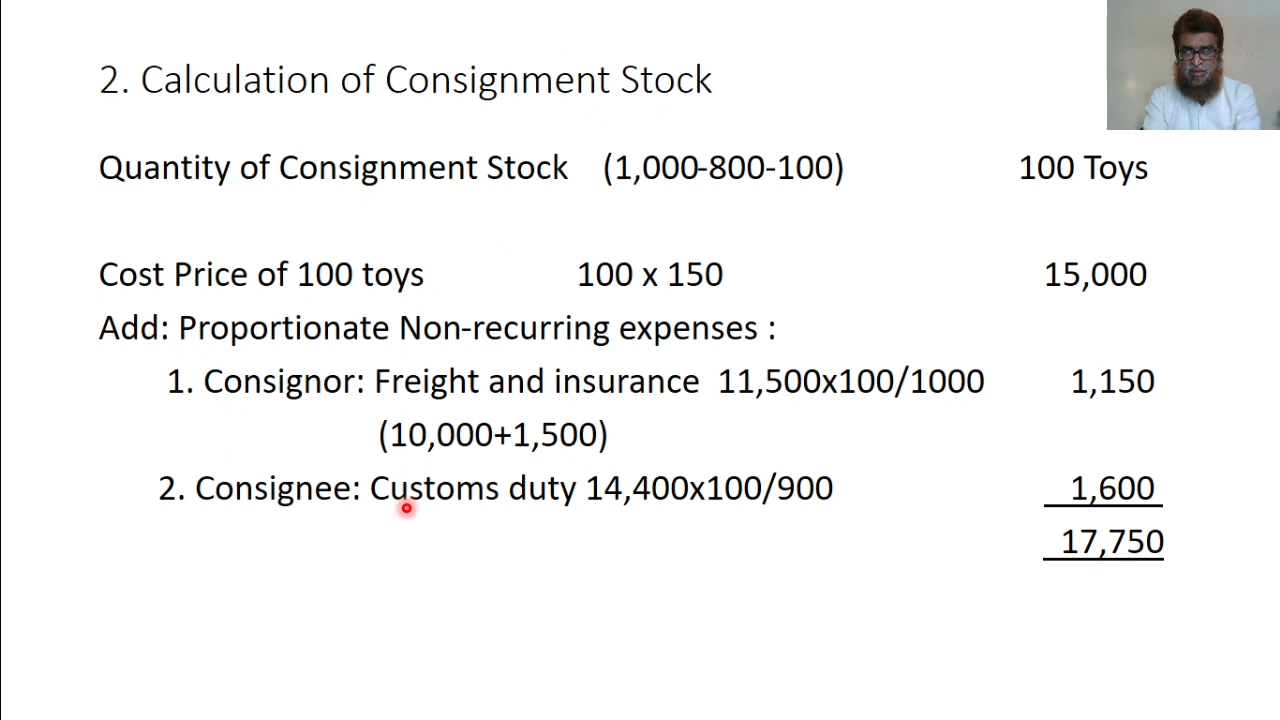 2. Calculation of Consignment Stock
Quantity of Consignment Stock (1,000-800-100) 100 Toys
Cost Price of 100 toys 100 x 150 15,000
Add: Proportionate Non-recurring expenses :
1. Consignor: Freight and insurance 11,500x100/1000 1,150
(10,000+1,500)
2. Consignee: Customs duty 14,400x100/900 1,600
17,750